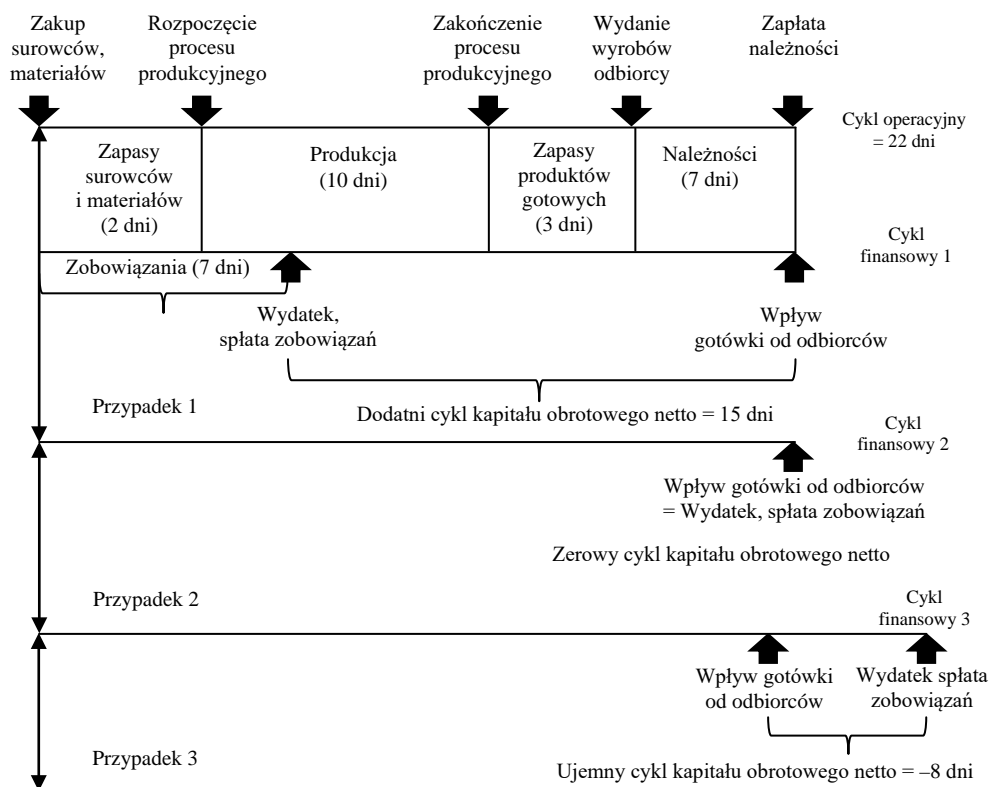 Zakup
surowców,
materiałów
Rozpoczęcie
procesu
produkcyjnego
Zakończenie
procesu
produkcyjnego
Wydanie
wyrobów
odbiorcy
Zapłata
należności
Cykl operacyjny
= 22 dni
Zapasy
surowców
i materiałów
(2 dni)
Produkcja
(10 dni)
Zapasy
produktów
gotowych
(3 dni)
Należności
(7 dni)
Cykl
finansowy 1
Zobowiązania (7 dni)
Wydatek,
spłata zobowiązań
Wpływ
gotówki od odbiorców
Przypadek 1
Dodatni cykl kapitału obrotowego netto = 15 dni
Cykl
finansowy 2
Wpływ gotówki od odbiorców
= Wydatek, spłata zobowiązań
Zerowy cykl kapitału obrotowego netto
Przypadek 2
Cykl
finansowy 3
Wpływ gotówki
od odbiorców
Wydatek spłata
zobowiązań
Przypadek 3
Ujemny cykl kapitału obrotowego netto = –8 dni